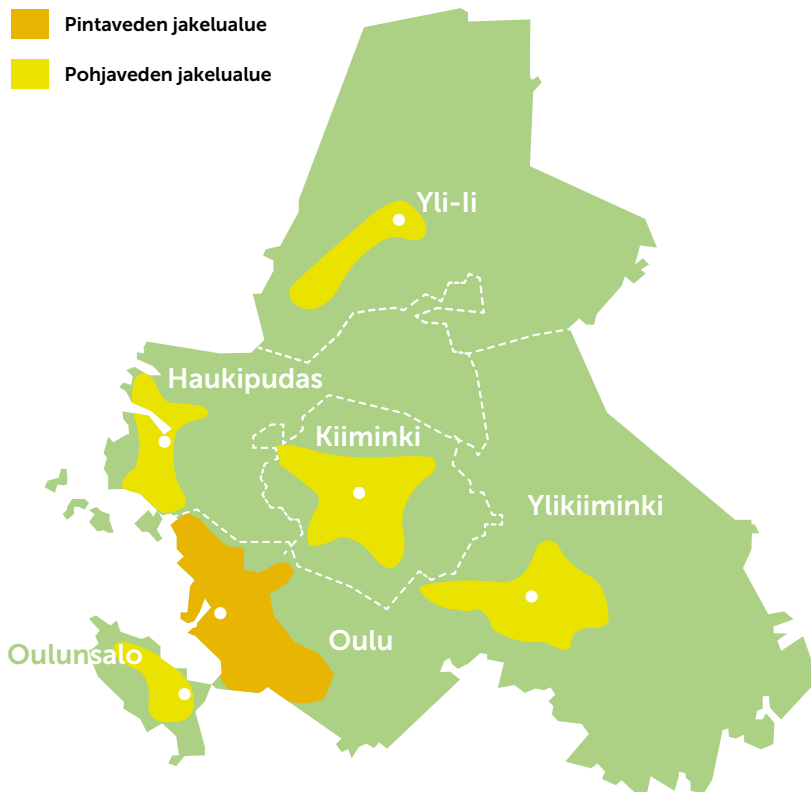 Pintaveden jakelualue
Pohjaveden jakelualue
Yli-Ii
Haukipudas
Kiiminki
Ylikiiminki
Oulu
Oulunsalo